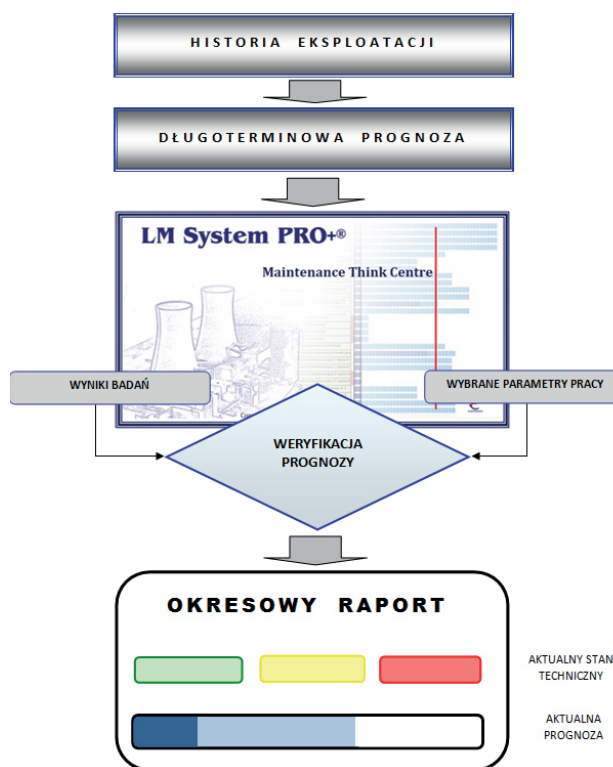 HISTORIA EKSPLOATACJI
DŁUGOTERMINOWA PROGNOZA
LM System PRO+®
Maintenance Think Centre
WYNIKI BADAŃ
WYBRANE PARAMETRY PRACY
WERYFIKACJA
PROGNOZY
OKRESOWY RAPORT
AKTUALNY STAN
TECHNICZNY
AKTUALNA
PROGNOZA